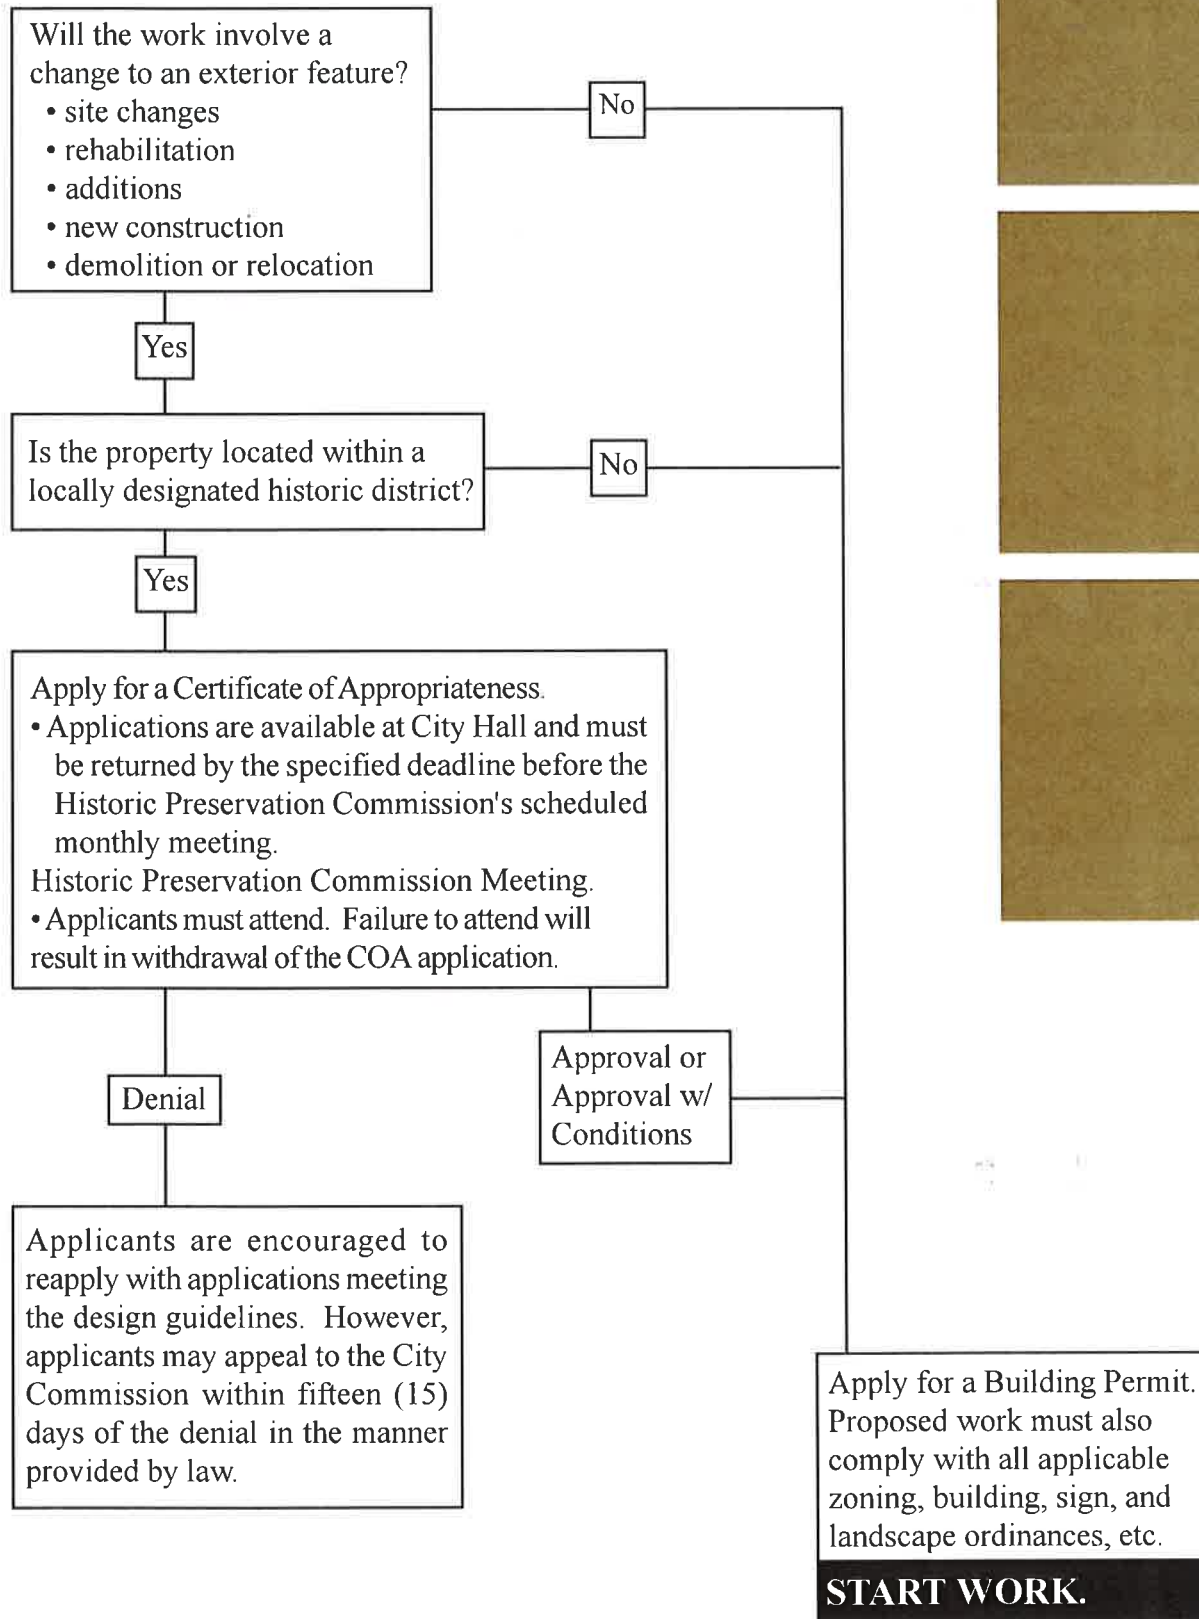 Will the work involve a
change to an exterior feature?
• site changes
• rehabilitation
• additions
• new construction
• demolition or relocation
No
Yes
Is the property located within a
locally designated historic district?
No
Yes
Apply for a Certificate of Appropriateness.
• Applications are available at City Hall and must
be returned by the specified deadline before the
Historic Preservation Commission's scheduled
monthly meeting.
Historic Preservation Commission Meeting.
• Applicants must attend. Failure to attend will
result in withdrawal of the COA application.
Denial
Approval or
Approval w/
Conditions
Applicants are encouraged to
reapply with applications meeting
the design guidelines. However,
applicants may appeal to the City
Commission within fifteen (15)
days of the denial in the manner
provided by law.
Apply for a Building Permit.
Proposed work must also
comply with all applicable
zoning, building, sign, and
landscape ordinances, etc.
START WORK.